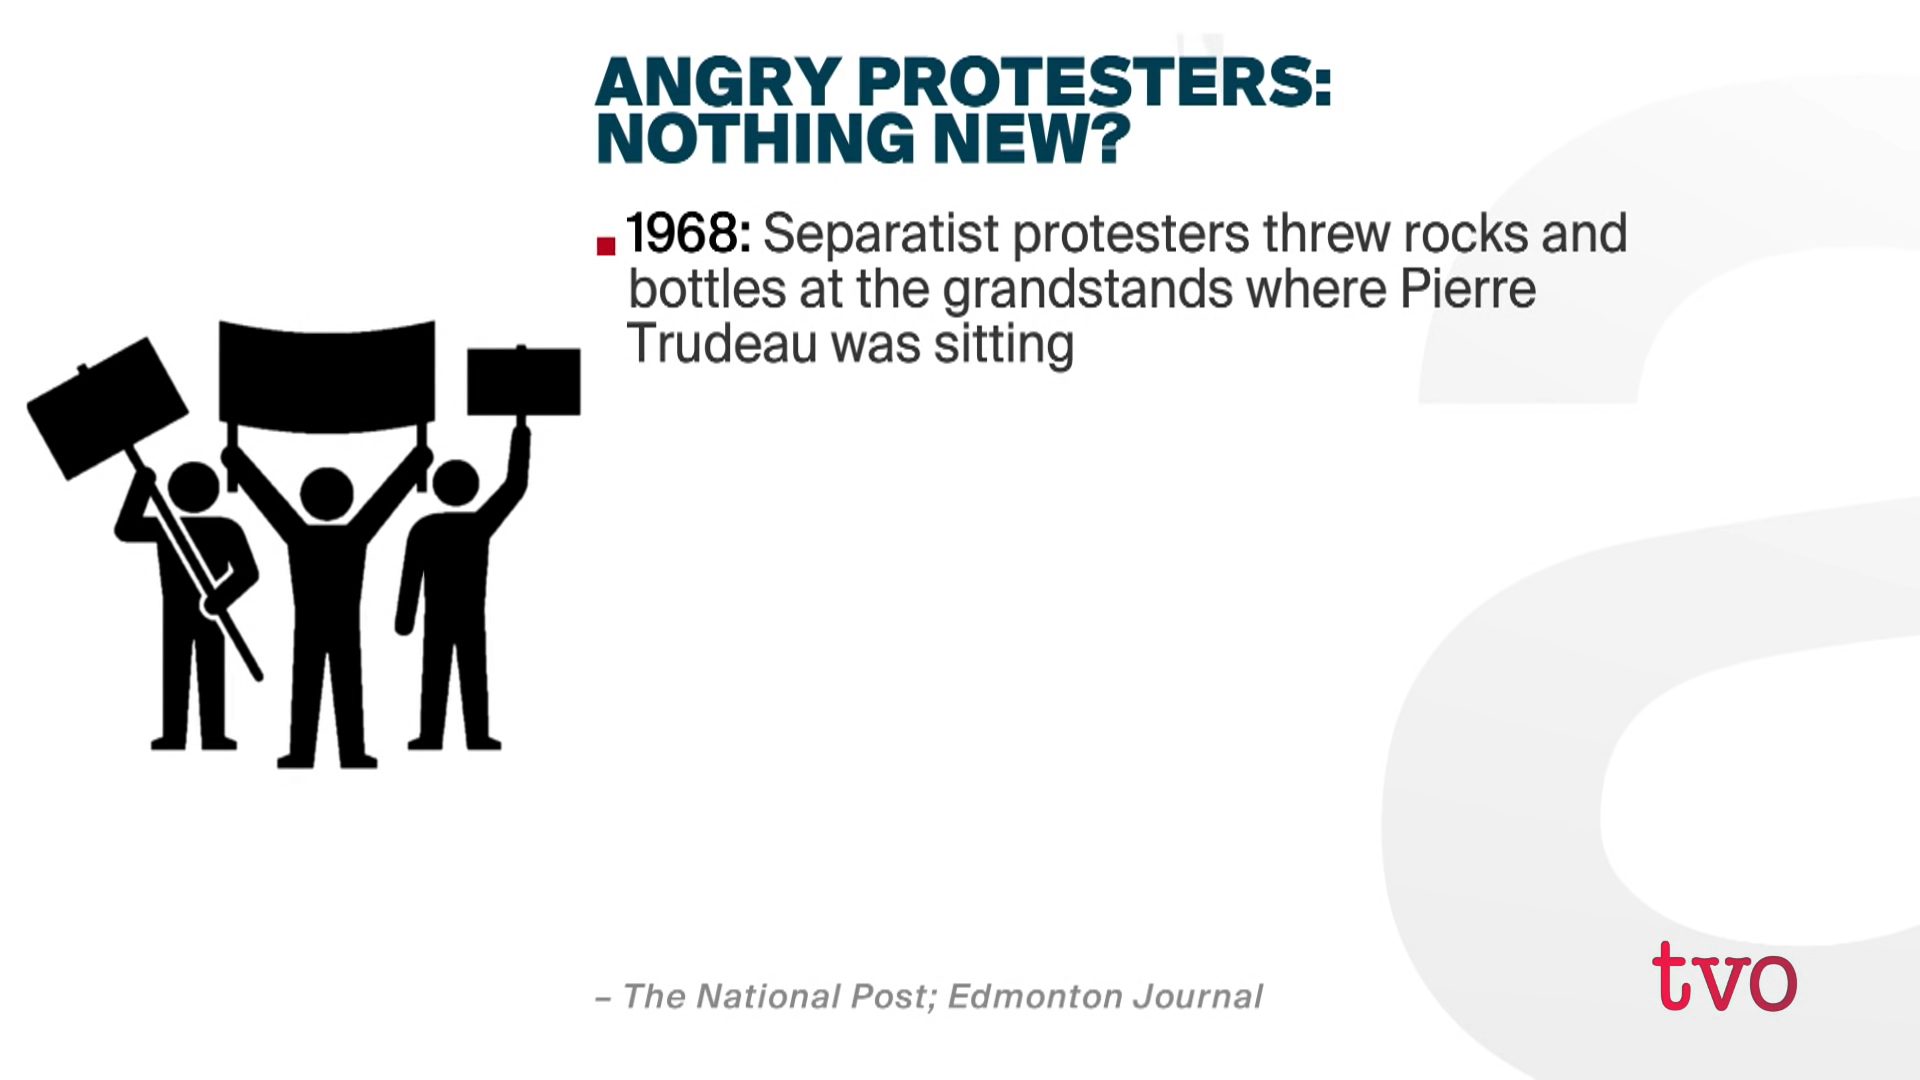 ANGRY PROTESTERS:
NOTHING NEW?
1968: Separatist protesters threw rocks and
bottles at the grandstands where Pierre
Trudeau was sitting
– The National Post; Edmonton Journal
tvo